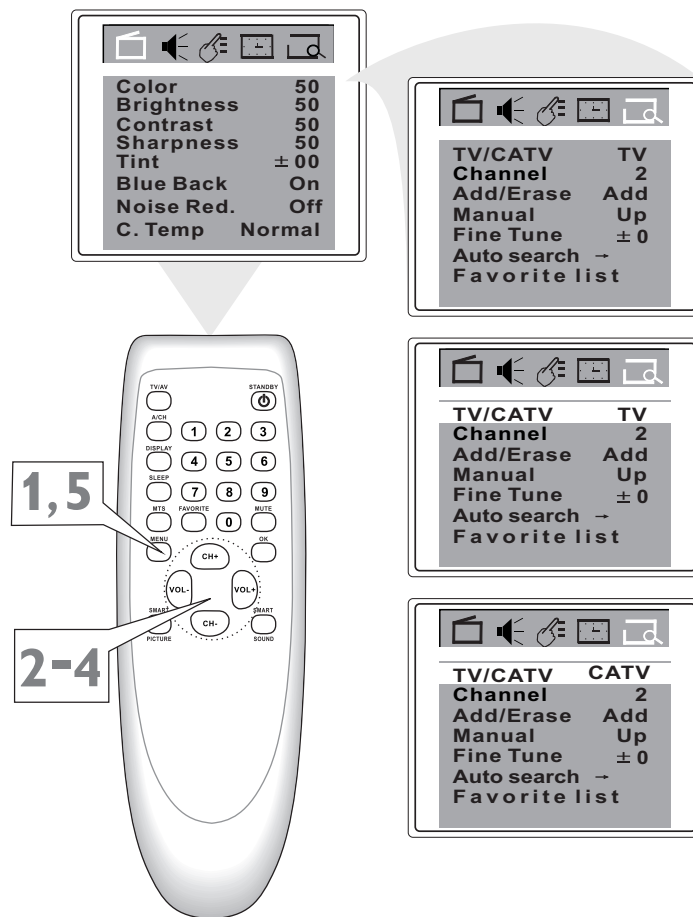 Color 50
Brightness 50
Contrast 50
Sharpness 50
Tint ±00
Blue Back On
Noise Red. Off
C. Temp Normal
TV/CATV TV
Channel 2
Add/Erase Add
Manual Up
Fine Tune ±0
Auto search →
Favorite list
TV/CATV TV
Channel 2
Add/Erase Add
Manual Up
Fine Tune ±0
Auto search →
Favorite list
TV/CATV CATV
Channel 2
Add/Erase Add
Manual Up
Fine Tune ±0
Auto search →
Favorite list
TV/AV STANDBY
A/CH
1 2 3
DISPLAY
4 5 6
SLEEP
7 8 9
MTS FAVORITE MUTE
0
MENU OK
CH+
VOL- VOL+
CH-
SMART SMART
PICTURE SOUND
1,5
2-4